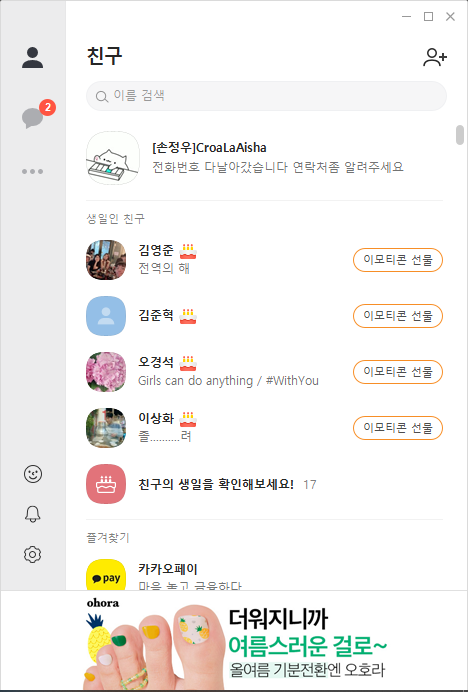 친구
2
이름 검색
[손정우]CroaLaAisha
전화번호 다날아갔습니다 연락처좀 알려주세요
생일인 친구
김영준
전역의 해
이모티콘 선물
김준혁
이모티콘 선물
오경석
Girls can do anything / #WithYou
이모티콘 선물
이상화
졸..........려
이모티콘 선물
친구의 생일을 확인해보세요! 17
즐겨찾기
pay
카카오페이
마음 놓고 금융하다
ohora
더워지니까
여름스러운 걸로~
올여름 기분전환엔 오호라